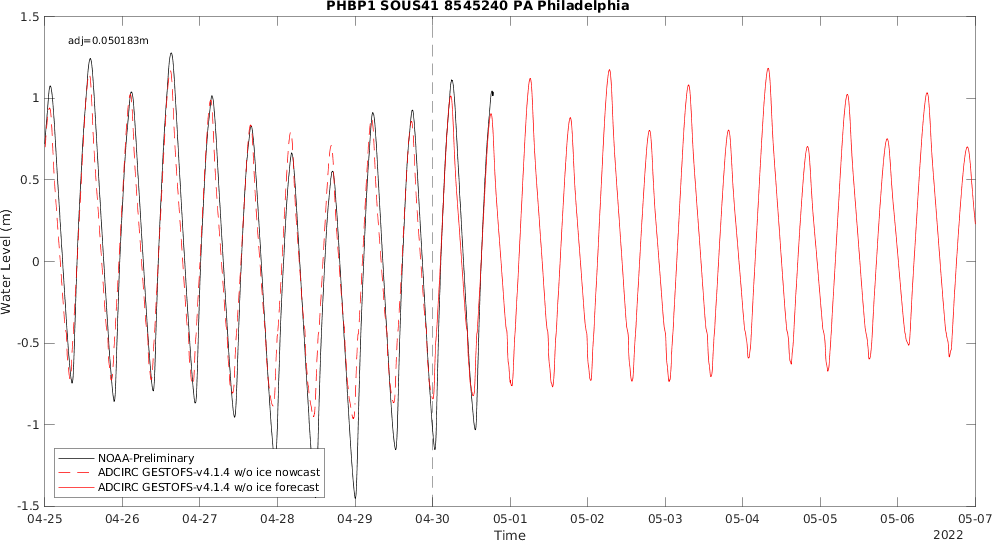 PHBP1 SOUS41 8545240 PA Philadelphia
adj=0.050183m
1.5
1
0.5
0
-0.5
-1
-1.5
Water Level (m)
NOAA-Preliminary
ADCIRC GESTOFS-v4.1.4 w/o ice nowcast
ADCIRC GESTOFS-v4.1.4 w/o ice forecast
04-25 04-26 04-27 04-28 04-29 04-30 05-01 05-02 05-03 05-04 05-05 05-06 05-07
Time
2022